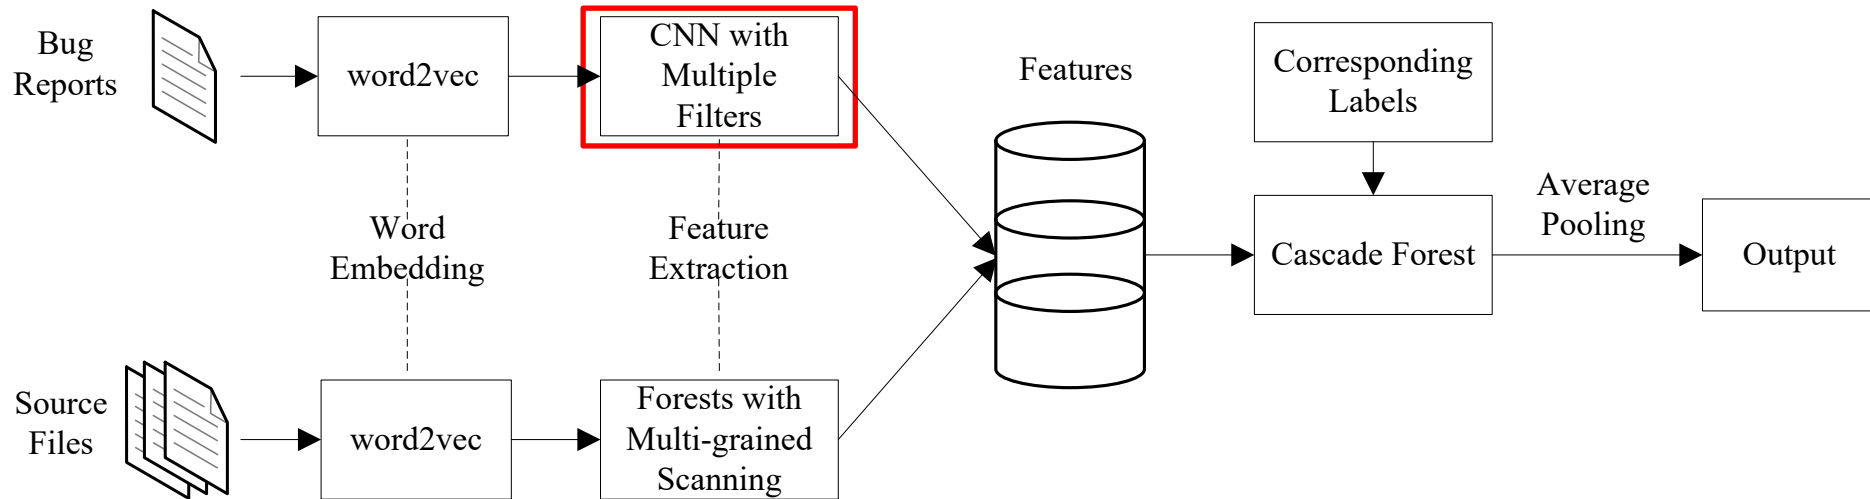 Bug
Reports
word2vec
CNN with
Multiple
Filters
Features
Corresponding
Labels
Word
Embedding
Feature
Extraction
Cascade Forest
Average
Pooling
Output
Source
Files
word2vec
Forests with
Multi-grained
Scanning